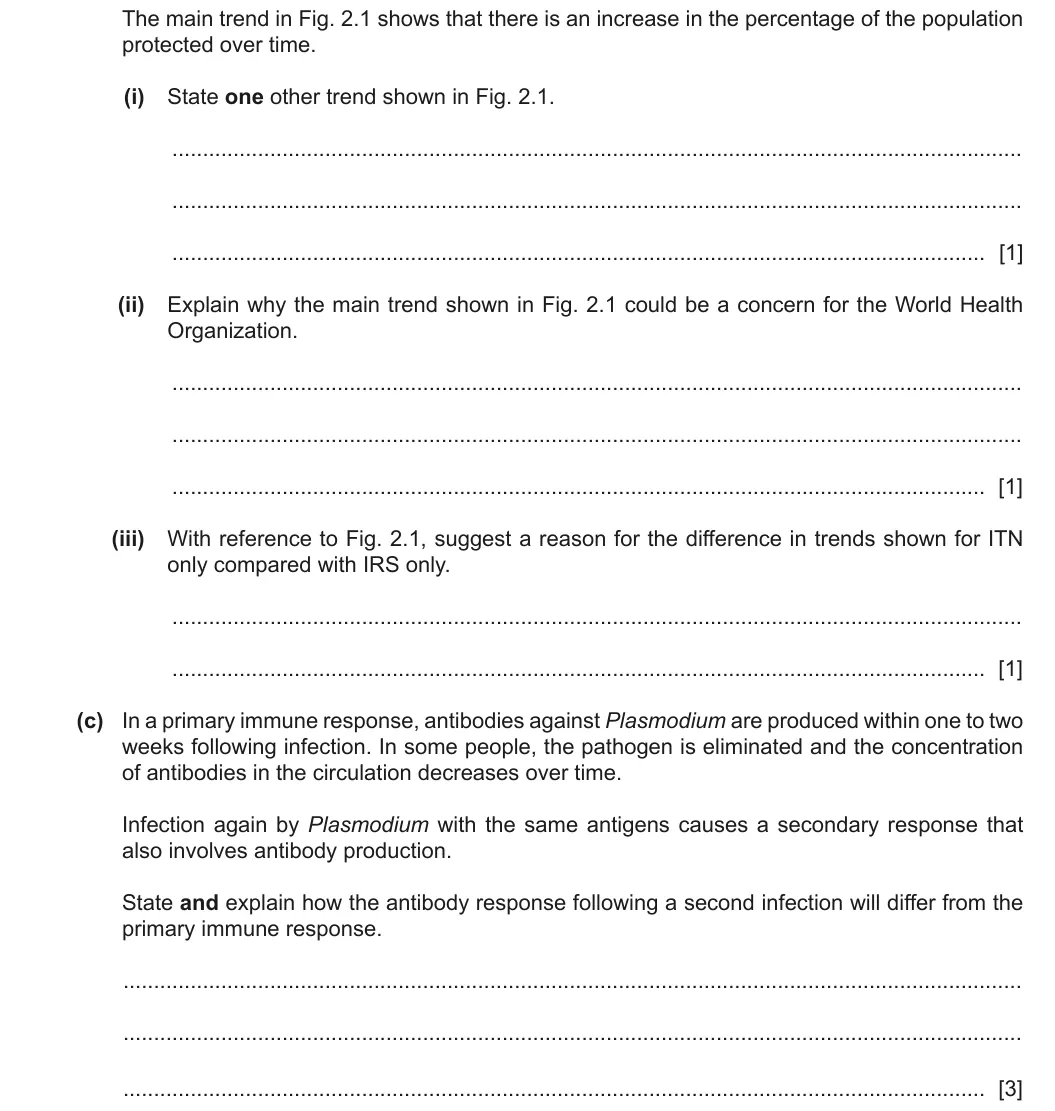 The main trend in Fig. 2.1 shows that there is an increase in the percentage of the population
protected over time.
(i) State one other trend shown in Fig. 2.1.
...................................................................................................................................
...................................................................................................................................
................................................................................................................... [1]
(ii) Explain why the main trend shown in Fig. 2.1 could be a concern for the World Health
Organization.
...................................................................................................................................
...................................................................................................................................
................................................................................................................... [1]
(iii) With reference to Fig. 2.1, suggest a reason for the difference in trends shown for ITN
only compared with IRS only.
...................................................................................................................................
................................................................................................................... [1]
(c) In a primary immune response, antibodies against Plasmodium are produced within one to two
weeks following infection. In some people, the pathogen is eliminated and the concentration
of antibodies in the circulation decreases over time.
Infection again by Plasmodium with the same antigens causes a secondary response that
also involves antibody production.
State and explain how the antibody response following a second infection will differ from the
primary immune response.
...................................................................................................................................
...................................................................................................................................
................................................................................................................... [3]